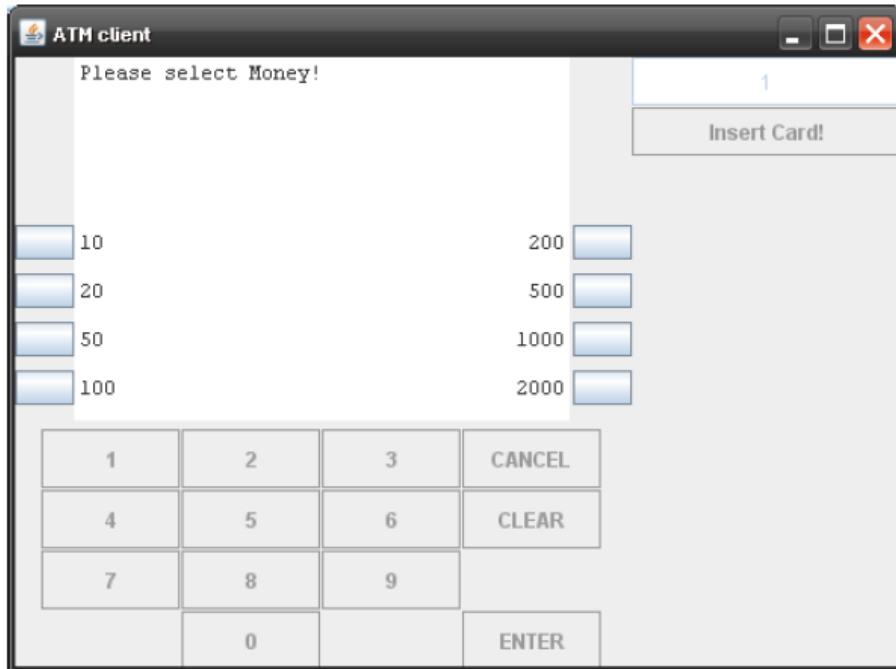 ATM client
Please select Money!
1
Insert Card!
10 200
20 500
50 1000
100 2000
1 2 3 CANCEL
4 5 6 CLEAR
7 8 9
0 ENTER